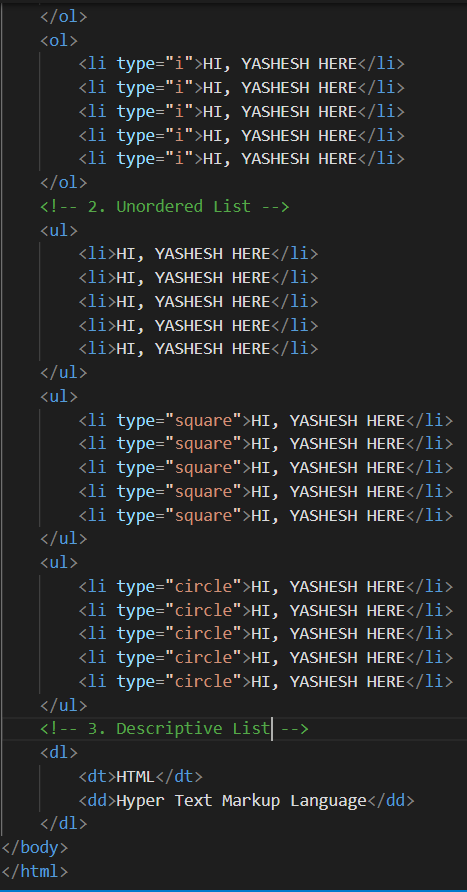 </ol>
<ol>
<li type="i">HI, YASHESH HERE</li>
<li type="i">HI, YASHESH HERE</li>
<li type="i">HI, YASHESH HERE</li>
<li type="i">HI, YASHESH HERE</li>
<li type="i">HI, YASHESH HERE</li>
</ol>
<!-- 2. Unordered List -->
<ul>
<li>HI, YASHESH HERE</li>
<li>HI, YASHESH HERE</li>
<li>HI, YASHESH HERE</li>
<li>HI, YASHESH HERE</li>
<li>HI, YASHESH HERE</li>
</ul>
<ul>
<li type="square">HI, YASHESH HERE</li>
<li type="square">HI, YASHESH HERE</li>
<li type="square">HI, YASHESH HERE</li>
<li type="square">HI, YASHESH HERE</li>
<li type="square">HI, YASHESH HERE</li>
</ul>
<ul>
<li type="circle">HI, YASHESH HERE</li>
<li type="circle">HI, YASHESH HERE</li>
<li type="circle">HI, YASHESH HERE</li>
<li type="circle">HI, YASHESH HERE</li>
<li type="circle">HI, YASHESH HERE</li>
</ul>
<!-- 3. Descriptive List -->
<dl>
<dt>HTML</dt>
<dd>Hyper Text Markup Language</dd>
</dl>
</body>
</html>